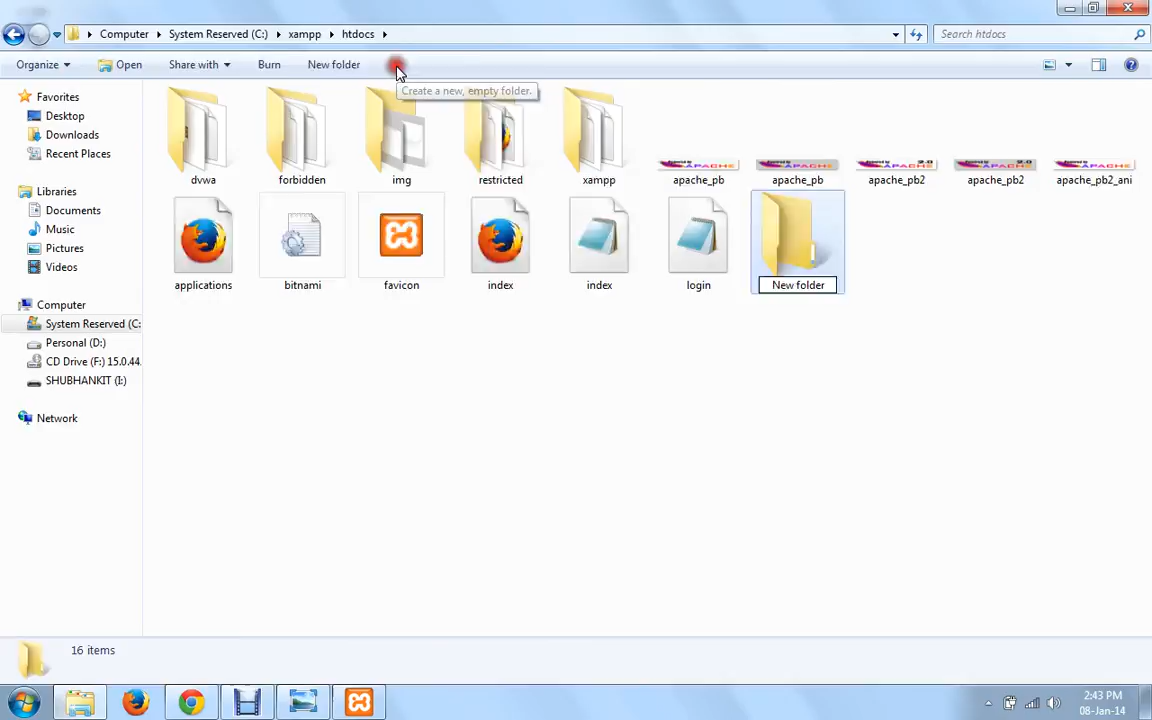 Computer System Reserved (C:) xampp htdocs
Search htdocs
Organize Open Share with Burn New folder
Create a new, empty folder.
Favorites
Desktop
Downloads
Recent Places
Libraries
Documents
Music
Pictures
Videos
Computer
System Reserved (C:
Personal (D:)
CD Drive (F:) 15.0.44.
SHUBHANKIT (I:)
Network
dvwa forbidden img restricted xampp apache_pb apache_pb apache_pb2 apache_pb2 apache_pb2_ani
applications bitnami favicon index index login New folder
16 items
2:43 PM
08-Jan-14